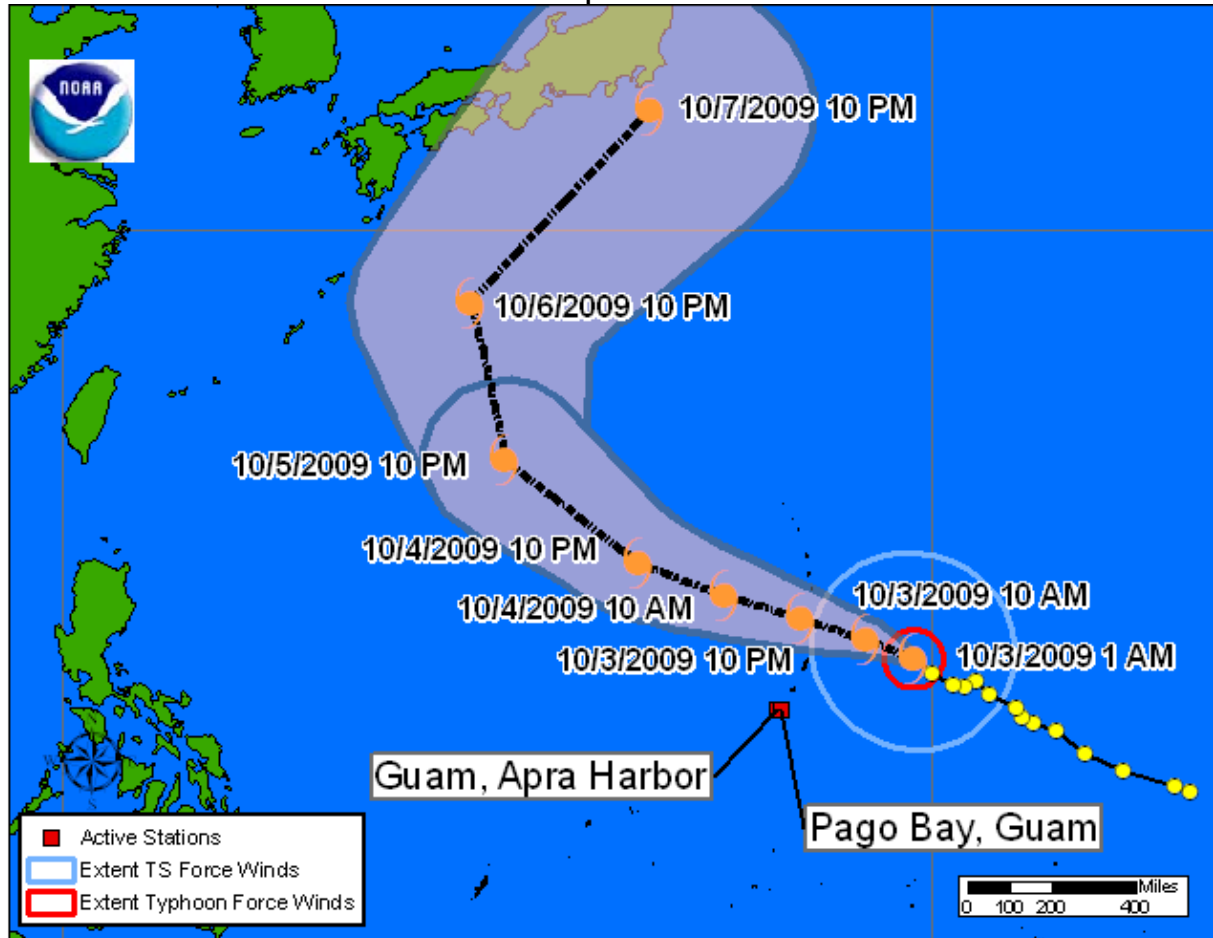 NOAA
10/7/2009 10 PM
10/6/2009 10 PM
10/5/2009 10 PM
10/4/2009 10 PM
10/4/2009 10 AM
10/3/2009 10 AM
10/3/2009 10 PM
10/3/2009 1 AM
Guam, Apra Harbor
Pago Bay, Guam
W
S
Active Stations
Extent TS Force Winds
Extent Typhoon Force Winds
Miles
0 100 200 400